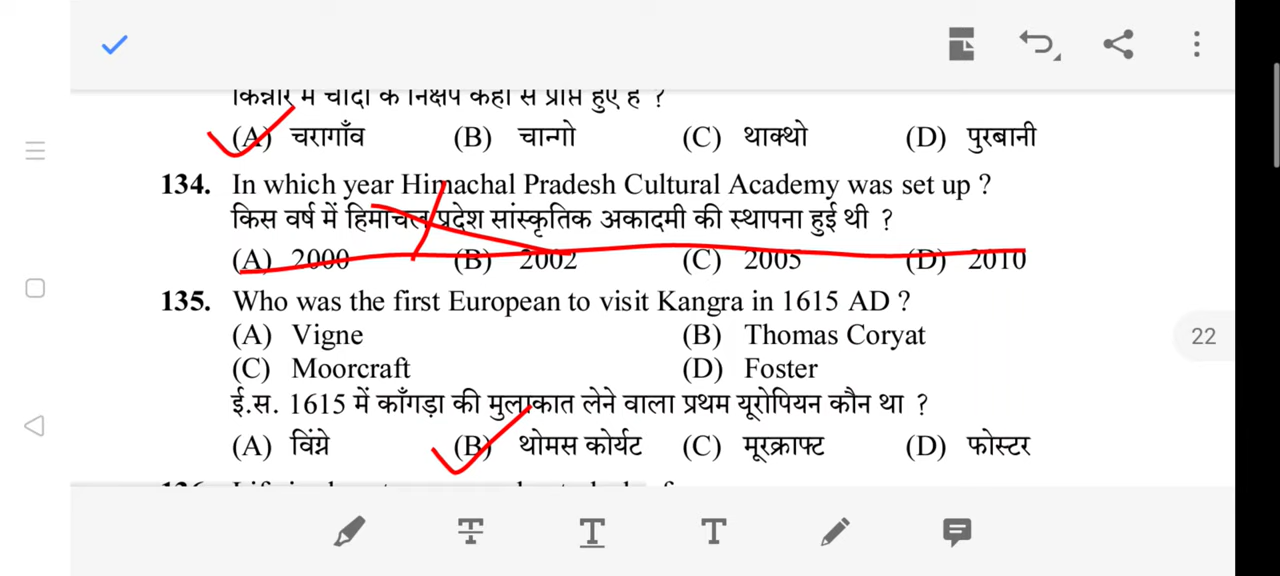 किन्नौर में चाँदी के निक्षेप कहाँ से प्राप्त हुए हैं ?
(A) चरागाँव (B) चान्गो (C) थाक्थो (D) पुरबानी
134. In which year Himachal Pradesh Cultural Academy was set up ?
किस वर्ष में हिमाचल प्रदेश सांस्कृतिक अकादमी की स्थापना हुई थी ?
(A) 2000 (B) 2002 (C) 2005 (D) 2010
135. Who was the first European to visit Kangra in 1615 AD ?
(A) Vigne (B) Thomas Coryat
(C) Moorcraft (D) Foster
ई.स. 1615 में काँगड़ा की मुलाकात लेने वाला प्रथम यूरोपियन कौन था ?
(A) विंग्ने (B) थोमस कोर्यट (C) मूरक्राफ्ट (D) फोस्टर
22